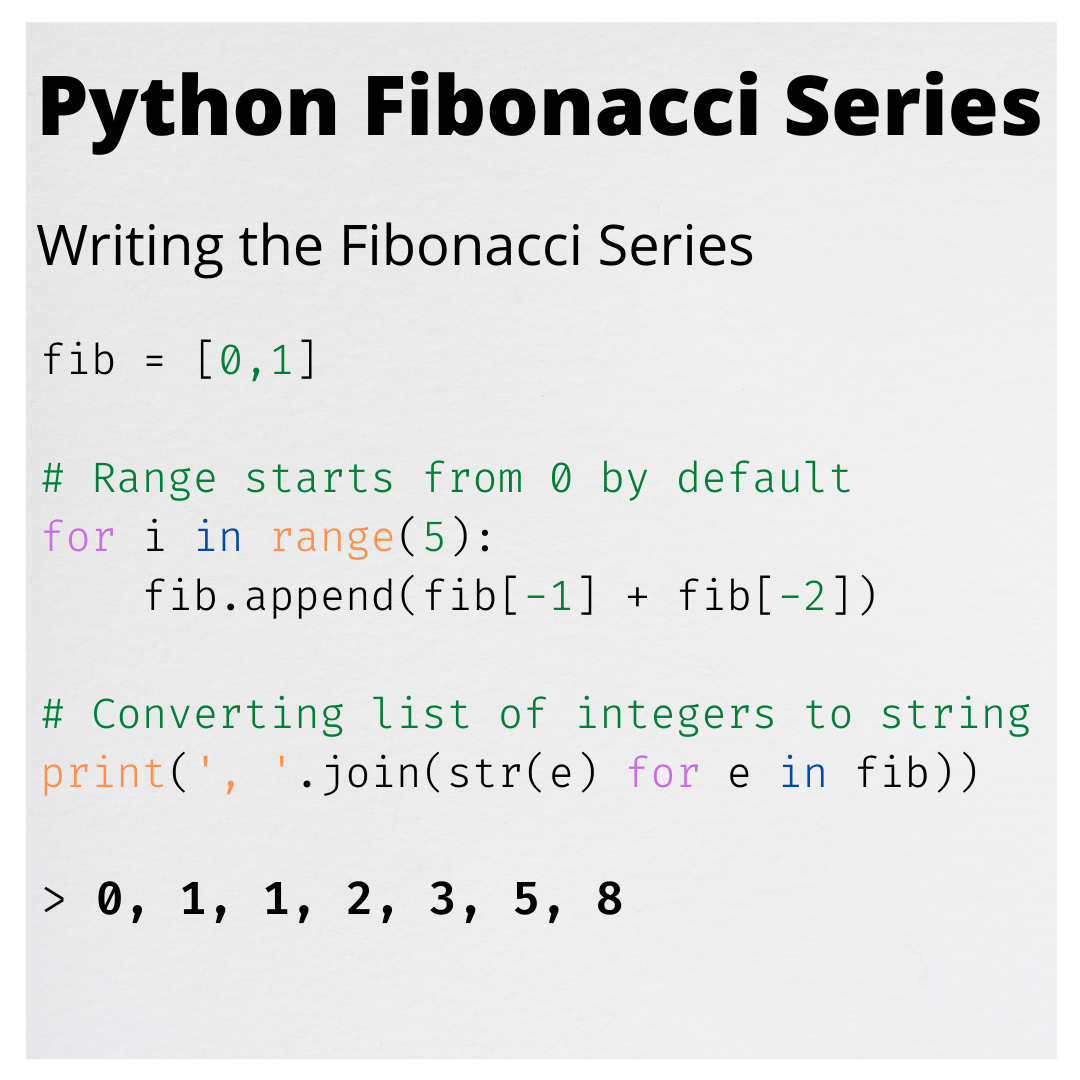 Python Fibonacci Series
Writing the Fibonacci Series
fib = [0,1]
# Range starts from 0 by default
for i in range(5):
    fib.append(fib[-1] + fib[-2])
# Converting list of integers to string
print(', '.join(str(e) for e in fib))
> 0, 1, 1, 2, 3, 5, 8